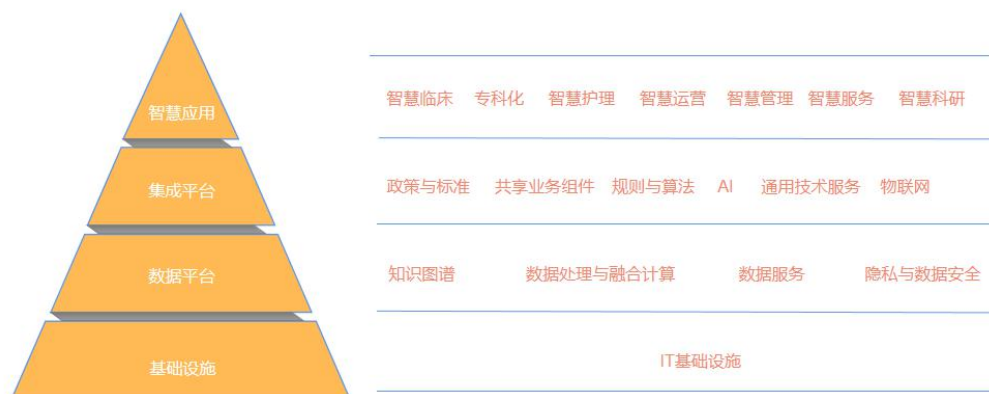 智慧应用
智慧临床 专科化 智慧护理 智慧运营 智慧管理 智慧服务 智慧科研
集成平台
政策与标准 共享业务组件 规则与算法 AI 通用技术服务 物联网
数据平台
知识图谱 数据处理与融合计算 数据服务 隐私与数据安全
基础设施
IT基础设施